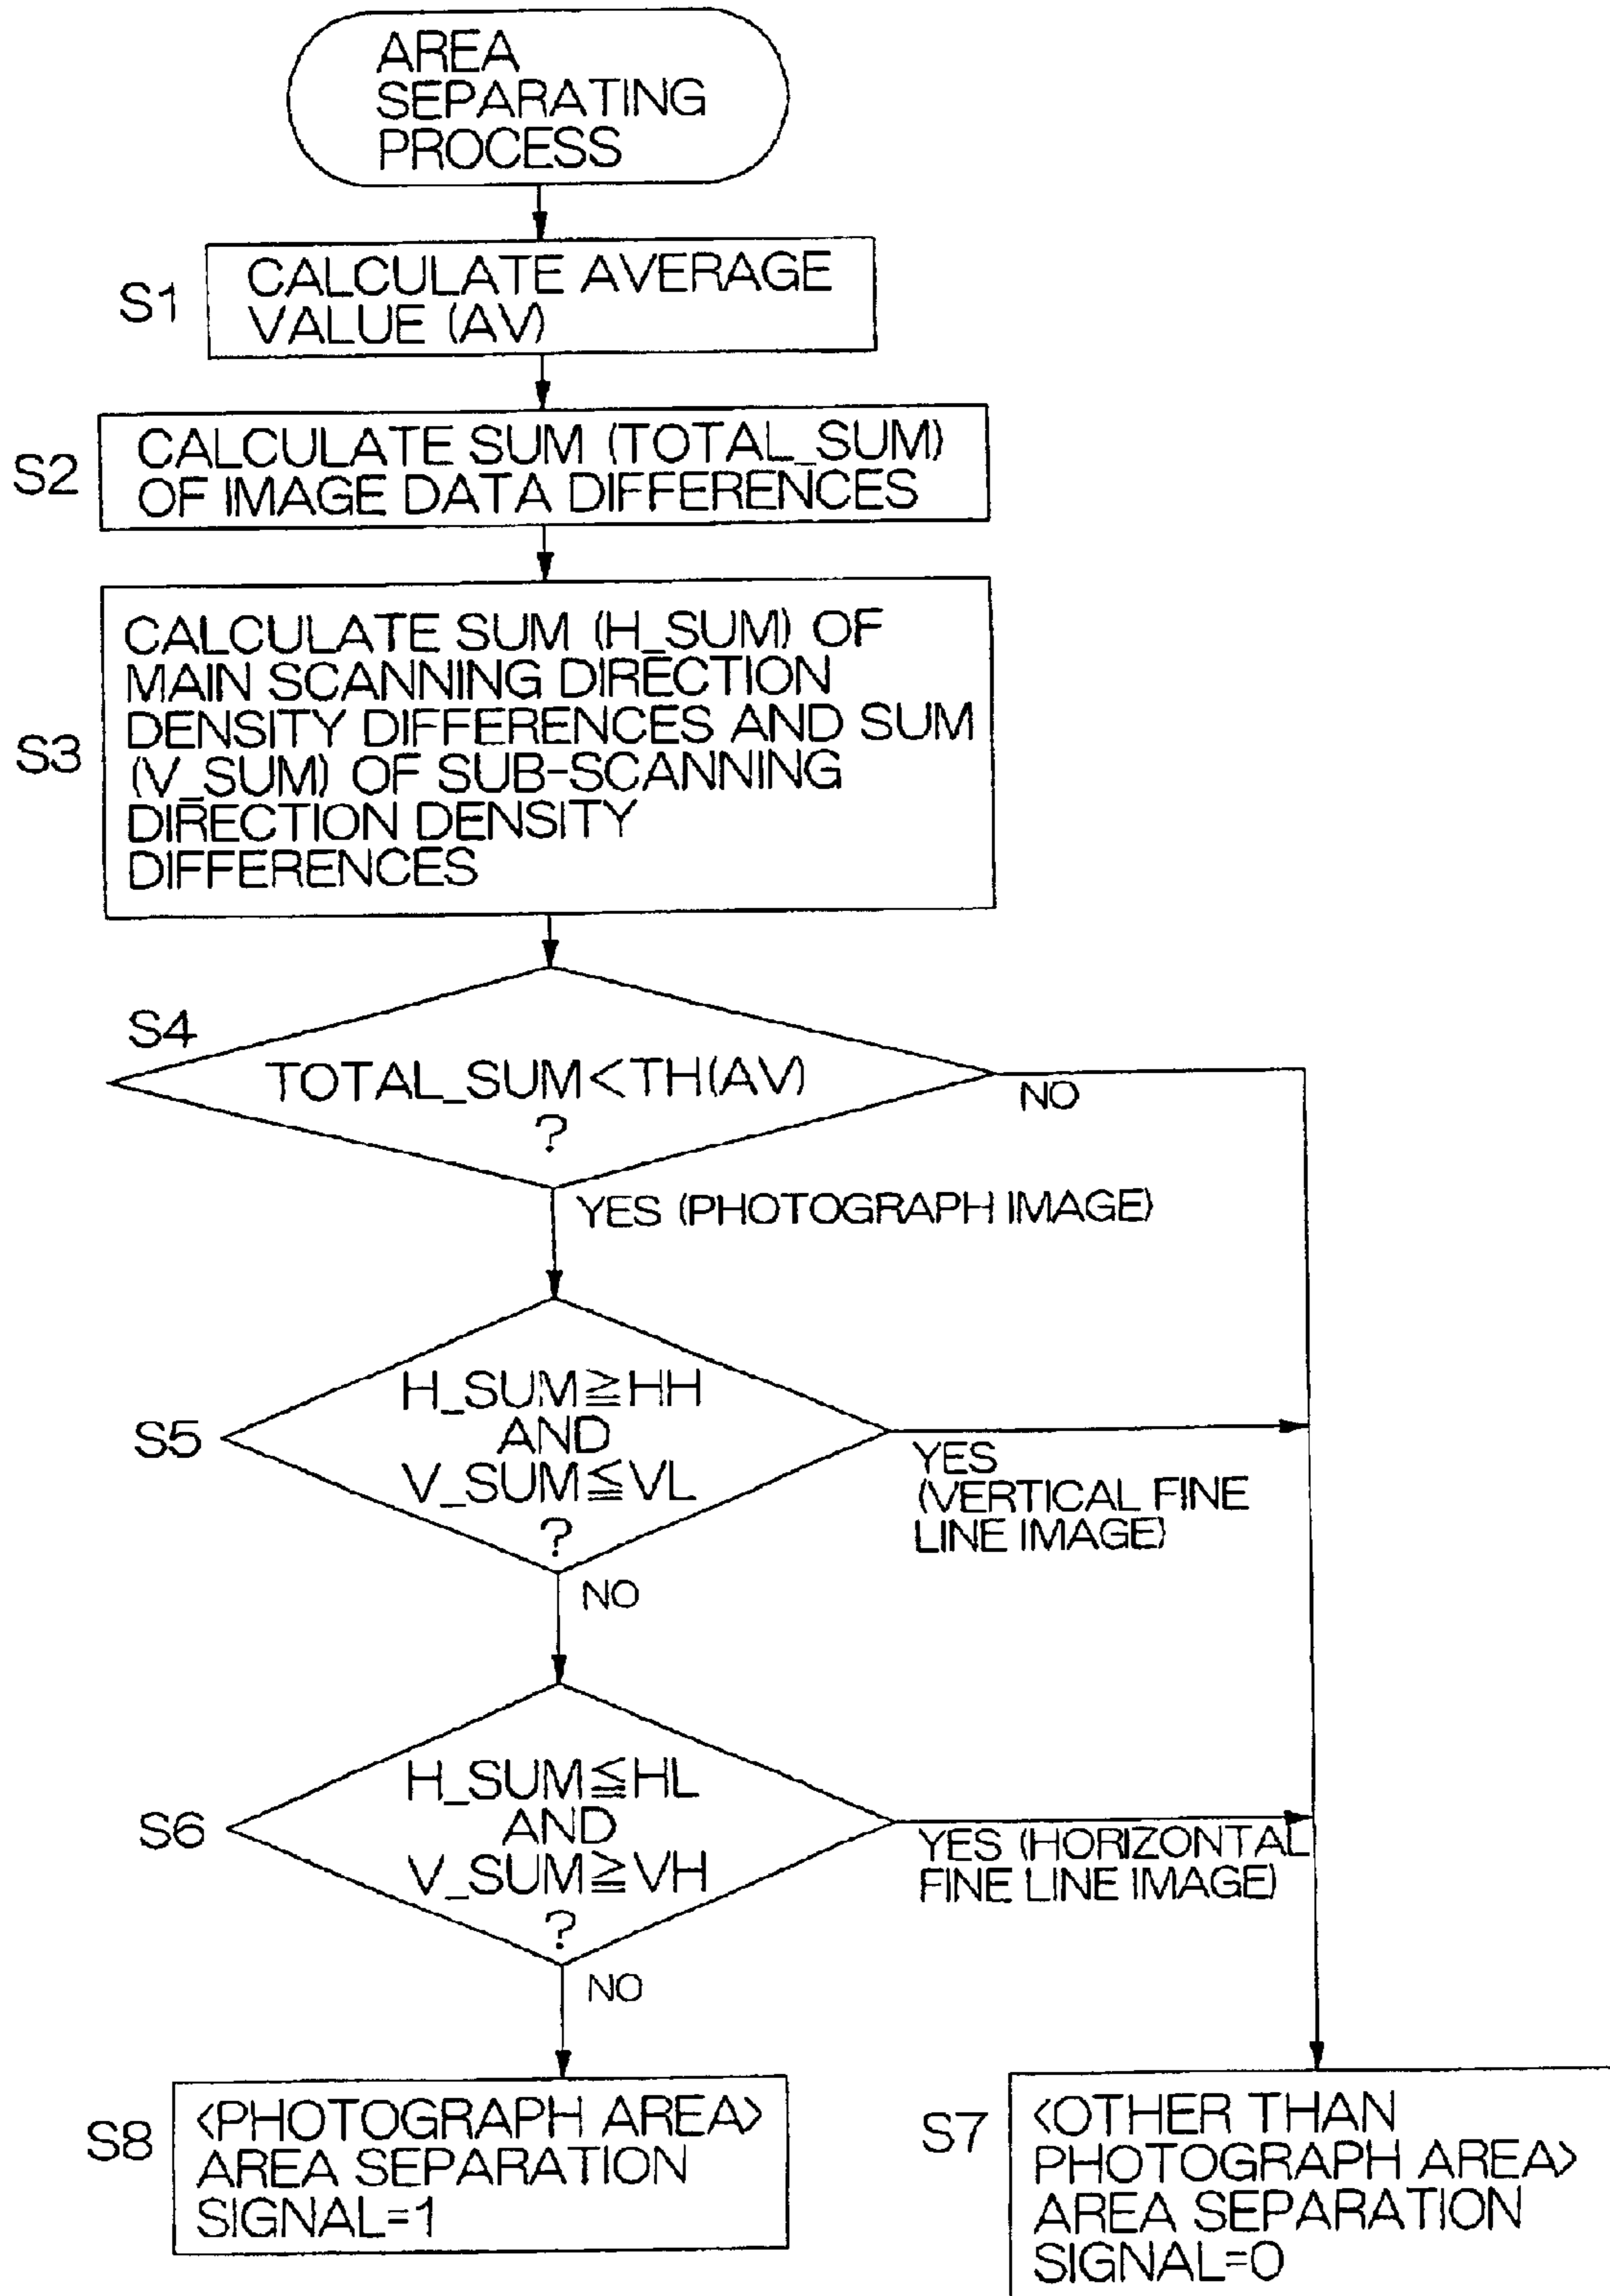 AREA
SEPARATING
PROCESS
S1
CALCULATE AVERAGE
VALUE (AV)
S2
CALCULATE SUM (TOTAL_SUM)
OF IMAGE DATA DIFFERENCES
S3
CALCULATE SUM (H_SUM) OF
MAIN SCANNING DIRECTION
DENSITY DIFFERENCES AND SUM
(V_SUM) OF SUB-SCANNING
DIRECTION DENSITY
DIFFERENCES
S4
TOTAL_SUM<TH(AV)
?
NO
YES (PHOTOGRAPH IMAGE)
S5
H_SUM≧HH
AND
V_SUM≦VL
?
YES
(VERTICAL FINE
LINE IMAGE)
NO
S6
H_SUM≦HL
AND
V_SUM≧VH
?
YES (HORIZONTAL
FINE LINE IMAGE)
NO
S8
<PHOTOGRAPH AREA>
AREA SEPARATION
SIGNAL=1
S7
<OTHER THAN
PHOTOGRAPH AREA>
AREA SEPARATION
SIGNAL=0